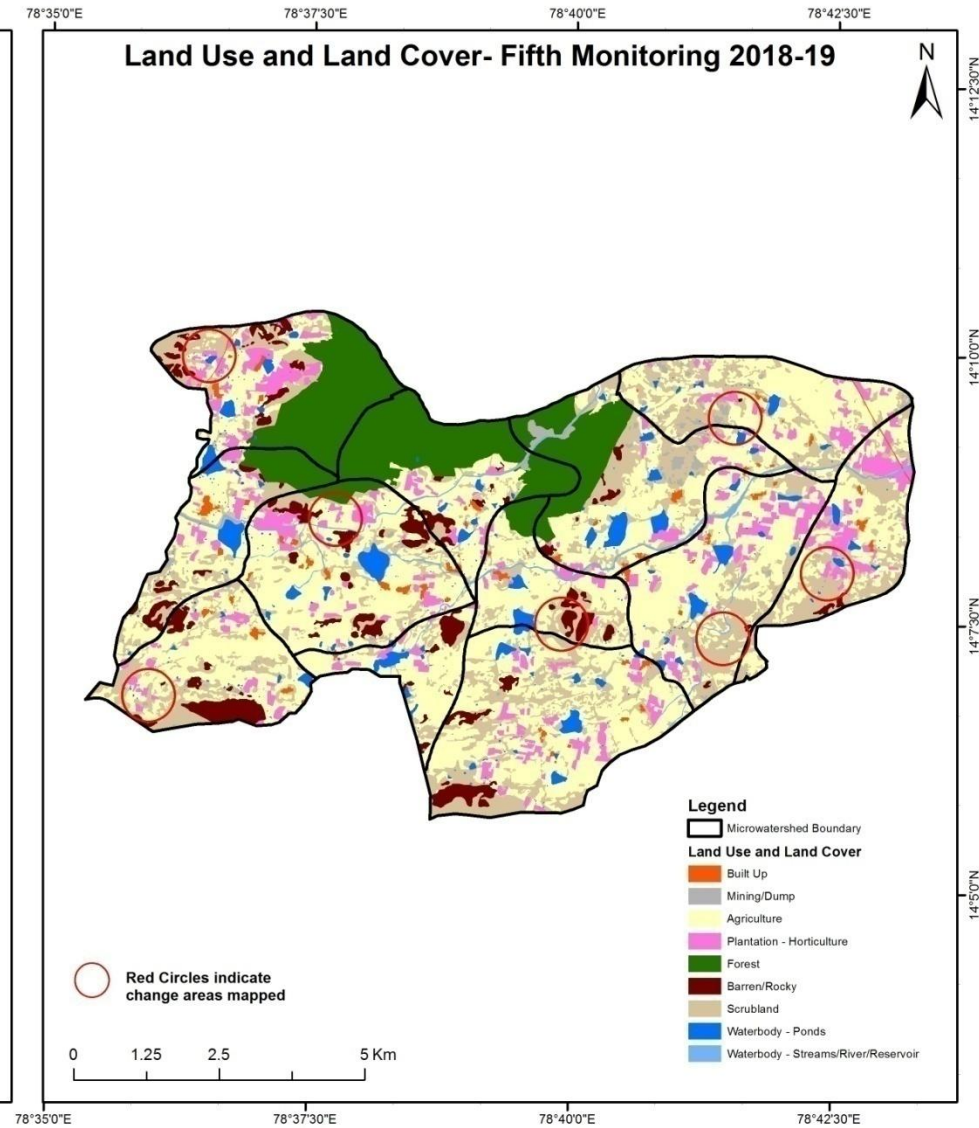 78°35'0"E 78°37'30"E 78°40'0"E 78°42'30"E
Land Use and Land Cover- Fifth Monitoring 2018-19
N
14°12'30"N
14°10'0"N
14°7'30"N
14°5'0"N
Legend
Microwatershed Boundary
Land Use and Land Cover
Built Up
Mining/Dump
Agriculture
Plantation - Horticulture
Forest
Barren/Rocky
Scrubland
Waterbody - Ponds
Waterbody - Streams/River/Reservoir
Red Circles indicate
change areas mapped
0 1.25 2.5 5 Km
78°35'0"E 78°37'30"E 78°40'0"E 78°42'30"E